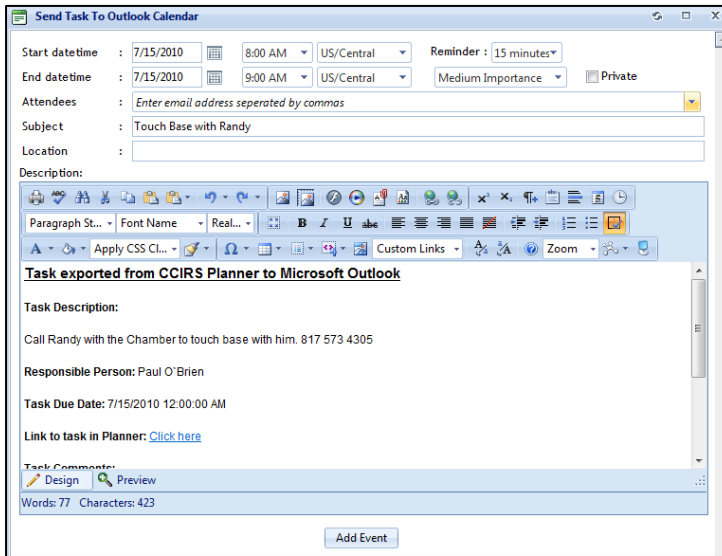 Send Task To Outlook Calendar
Start datetime : 7/15/2010 8:00 AM US/Central Reminder : 15 minutes
End datetime : 7/15/2010 9:00 AM US/Central Medium Importance Private
Attendees : Enter email address seperated by commas
Subject : Touch Base with Randy
Location :
Description:
Paragraph St... Font Name Real... B I U abc
A Apply CSS Cl... Ω Custom Links Zoom
Task exported from CCIRS Planner to Microsoft Outlook
Task Description:
Call Randy with the Chamber to touch base with him. 817 573 4305
Responsible Person: Paul O`Brien
Task Due Date: 7/15/2010 12:00:00 AM
Link to task in Planner: Click here
Task Comments:
Design Preview
Words: 77 Characters: 423
Add Event